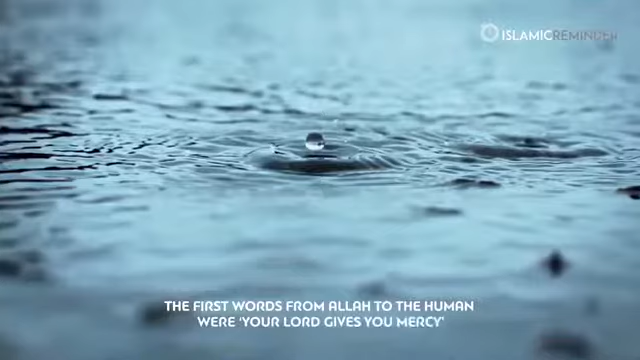 ISLAMICREMINDER
THE FIRST WORDS FROM ALLAH TO THE HUMAN
WERE 'YOUR LORD GIVES YOU MERCY'